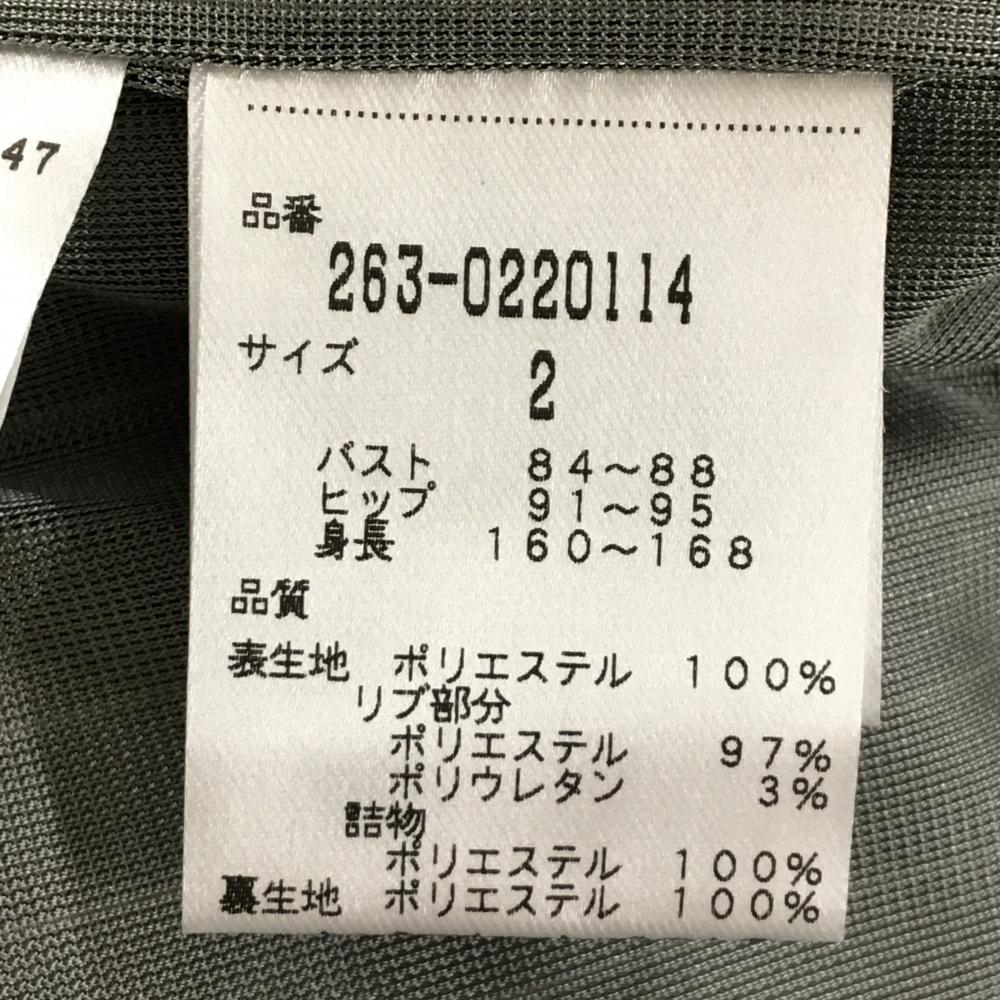 47
品番
263-0220114
サイズ
2
バスト 84～88
ヒップ 91～95
身長 160～168
品質
表生地 ポリエステル 100%
リブ部分
ポリエステル 97%
ポリウレタン 3%
詰物
ポリエステル 100%
裏生地 ポリエステル 100%